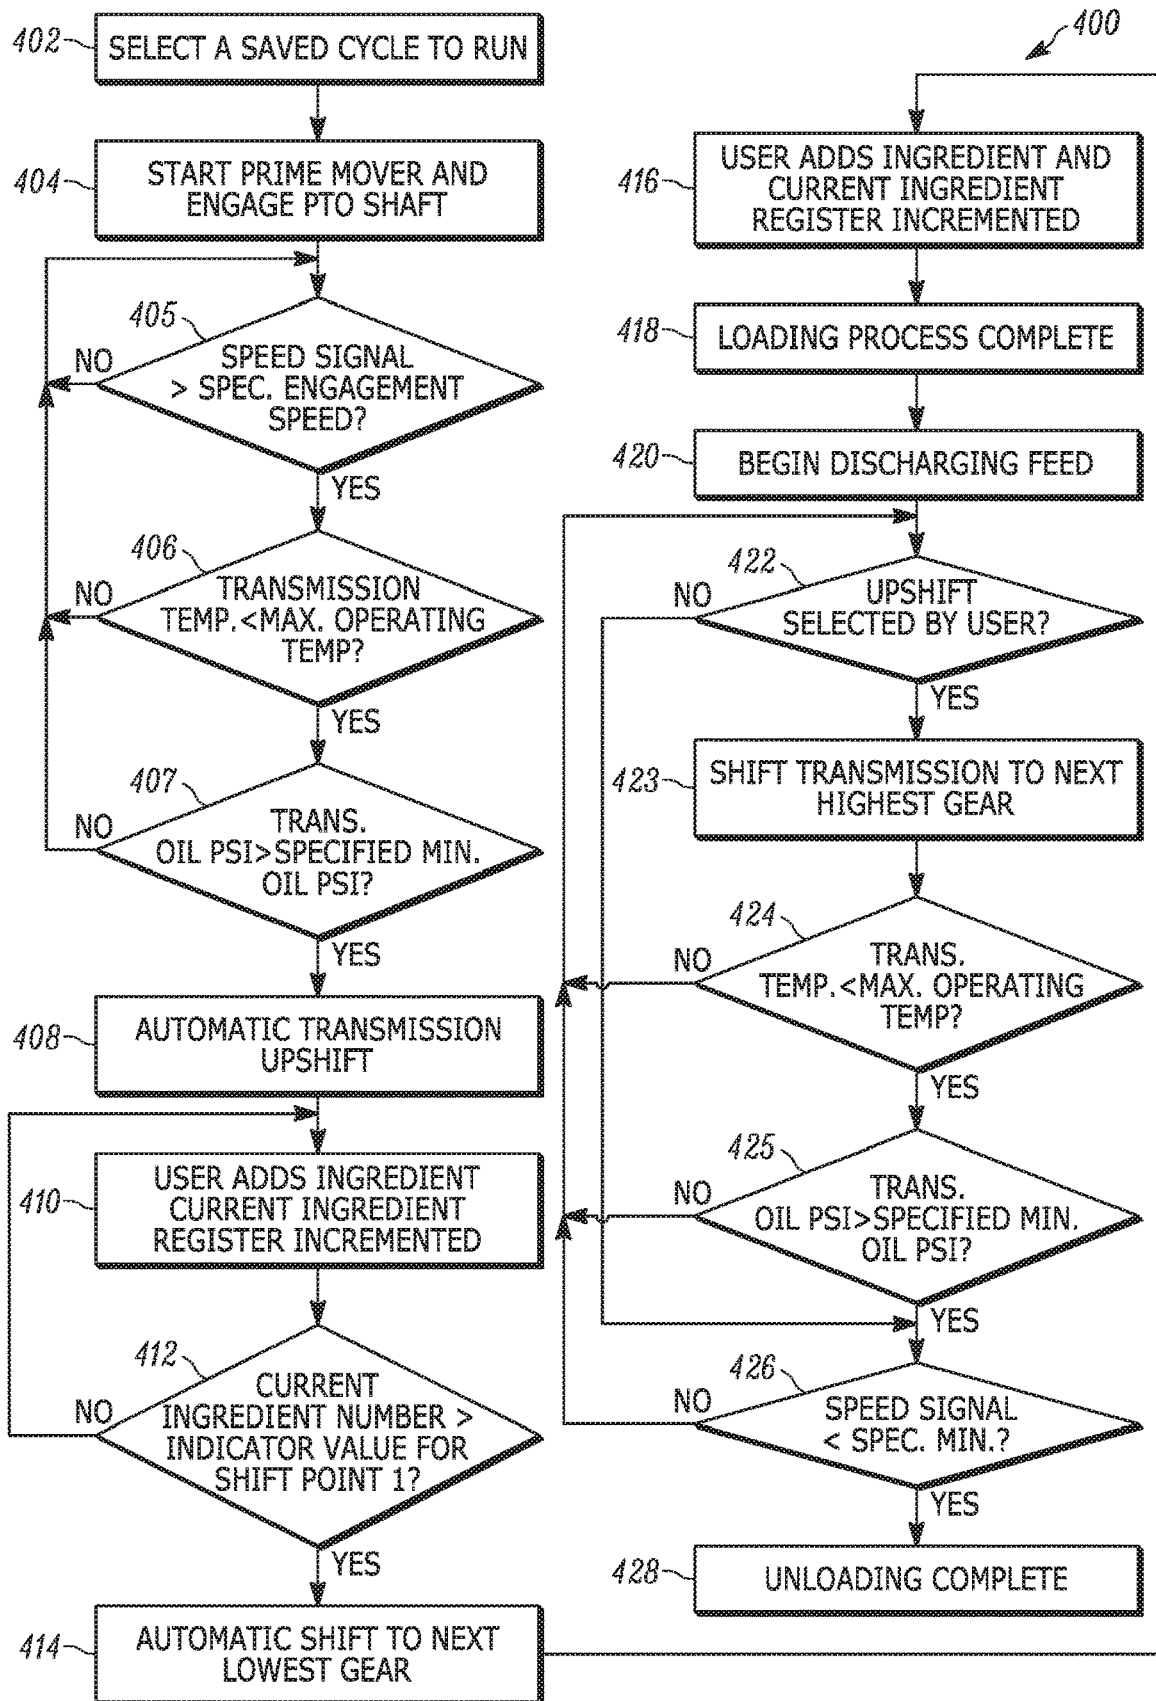 402
SELECT A SAVED CYCLE TO RUN
404
START PRIME MOVER AND
ENGAGE PTO SHAFT
405
NO
SPEED SIGNAL
> SPEC. ENGAGEMENT
SPEED?
YES
406
NO
TRANSMISSION
TEMP.<MAX. OPERATING
TEMP?
YES
407
NO
TRANS.
OIL PSI>SPECIFIED MIN.
OIL PSI?
YES
408
AUTOMATIC TRANSMISSION
UPSHIFT
410
USER ADDS INGREDIENT
CURRENT INGREDIENT
REGISTER INCREMENTED
412
NO
CURRENT
INGREDIENT NUMBER >
INDICATOR VALUE FOR
SHIFT POINT 1?
YES
414
AUTOMATIC SHIFT TO NEXT
LOWEST GEAR
400
416
USER ADDS INGREDIENT AND
CURRENT INGREDIENT
REGISTER INCREMENTED
418
LOADING PROCESS COMPLETE
420
BEGIN DISCHARGING FEED
422
NO
UPSHIFT
SELECTED BY USER?
YES
423
SHIFT TRANSMISSION TO NEXT
HIGHEST GEAR
424
NO
TRANS.
TEMP.<MAX. OPERATING
TEMP?
YES
425
NO
TRANS.
OIL PSI>SPECIFIED MIN.
OIL PSI?
YES
426
NO
SPEED SIGNAL
< SPEC. MIN.?
YES
428
UNLOADING COMPLETE